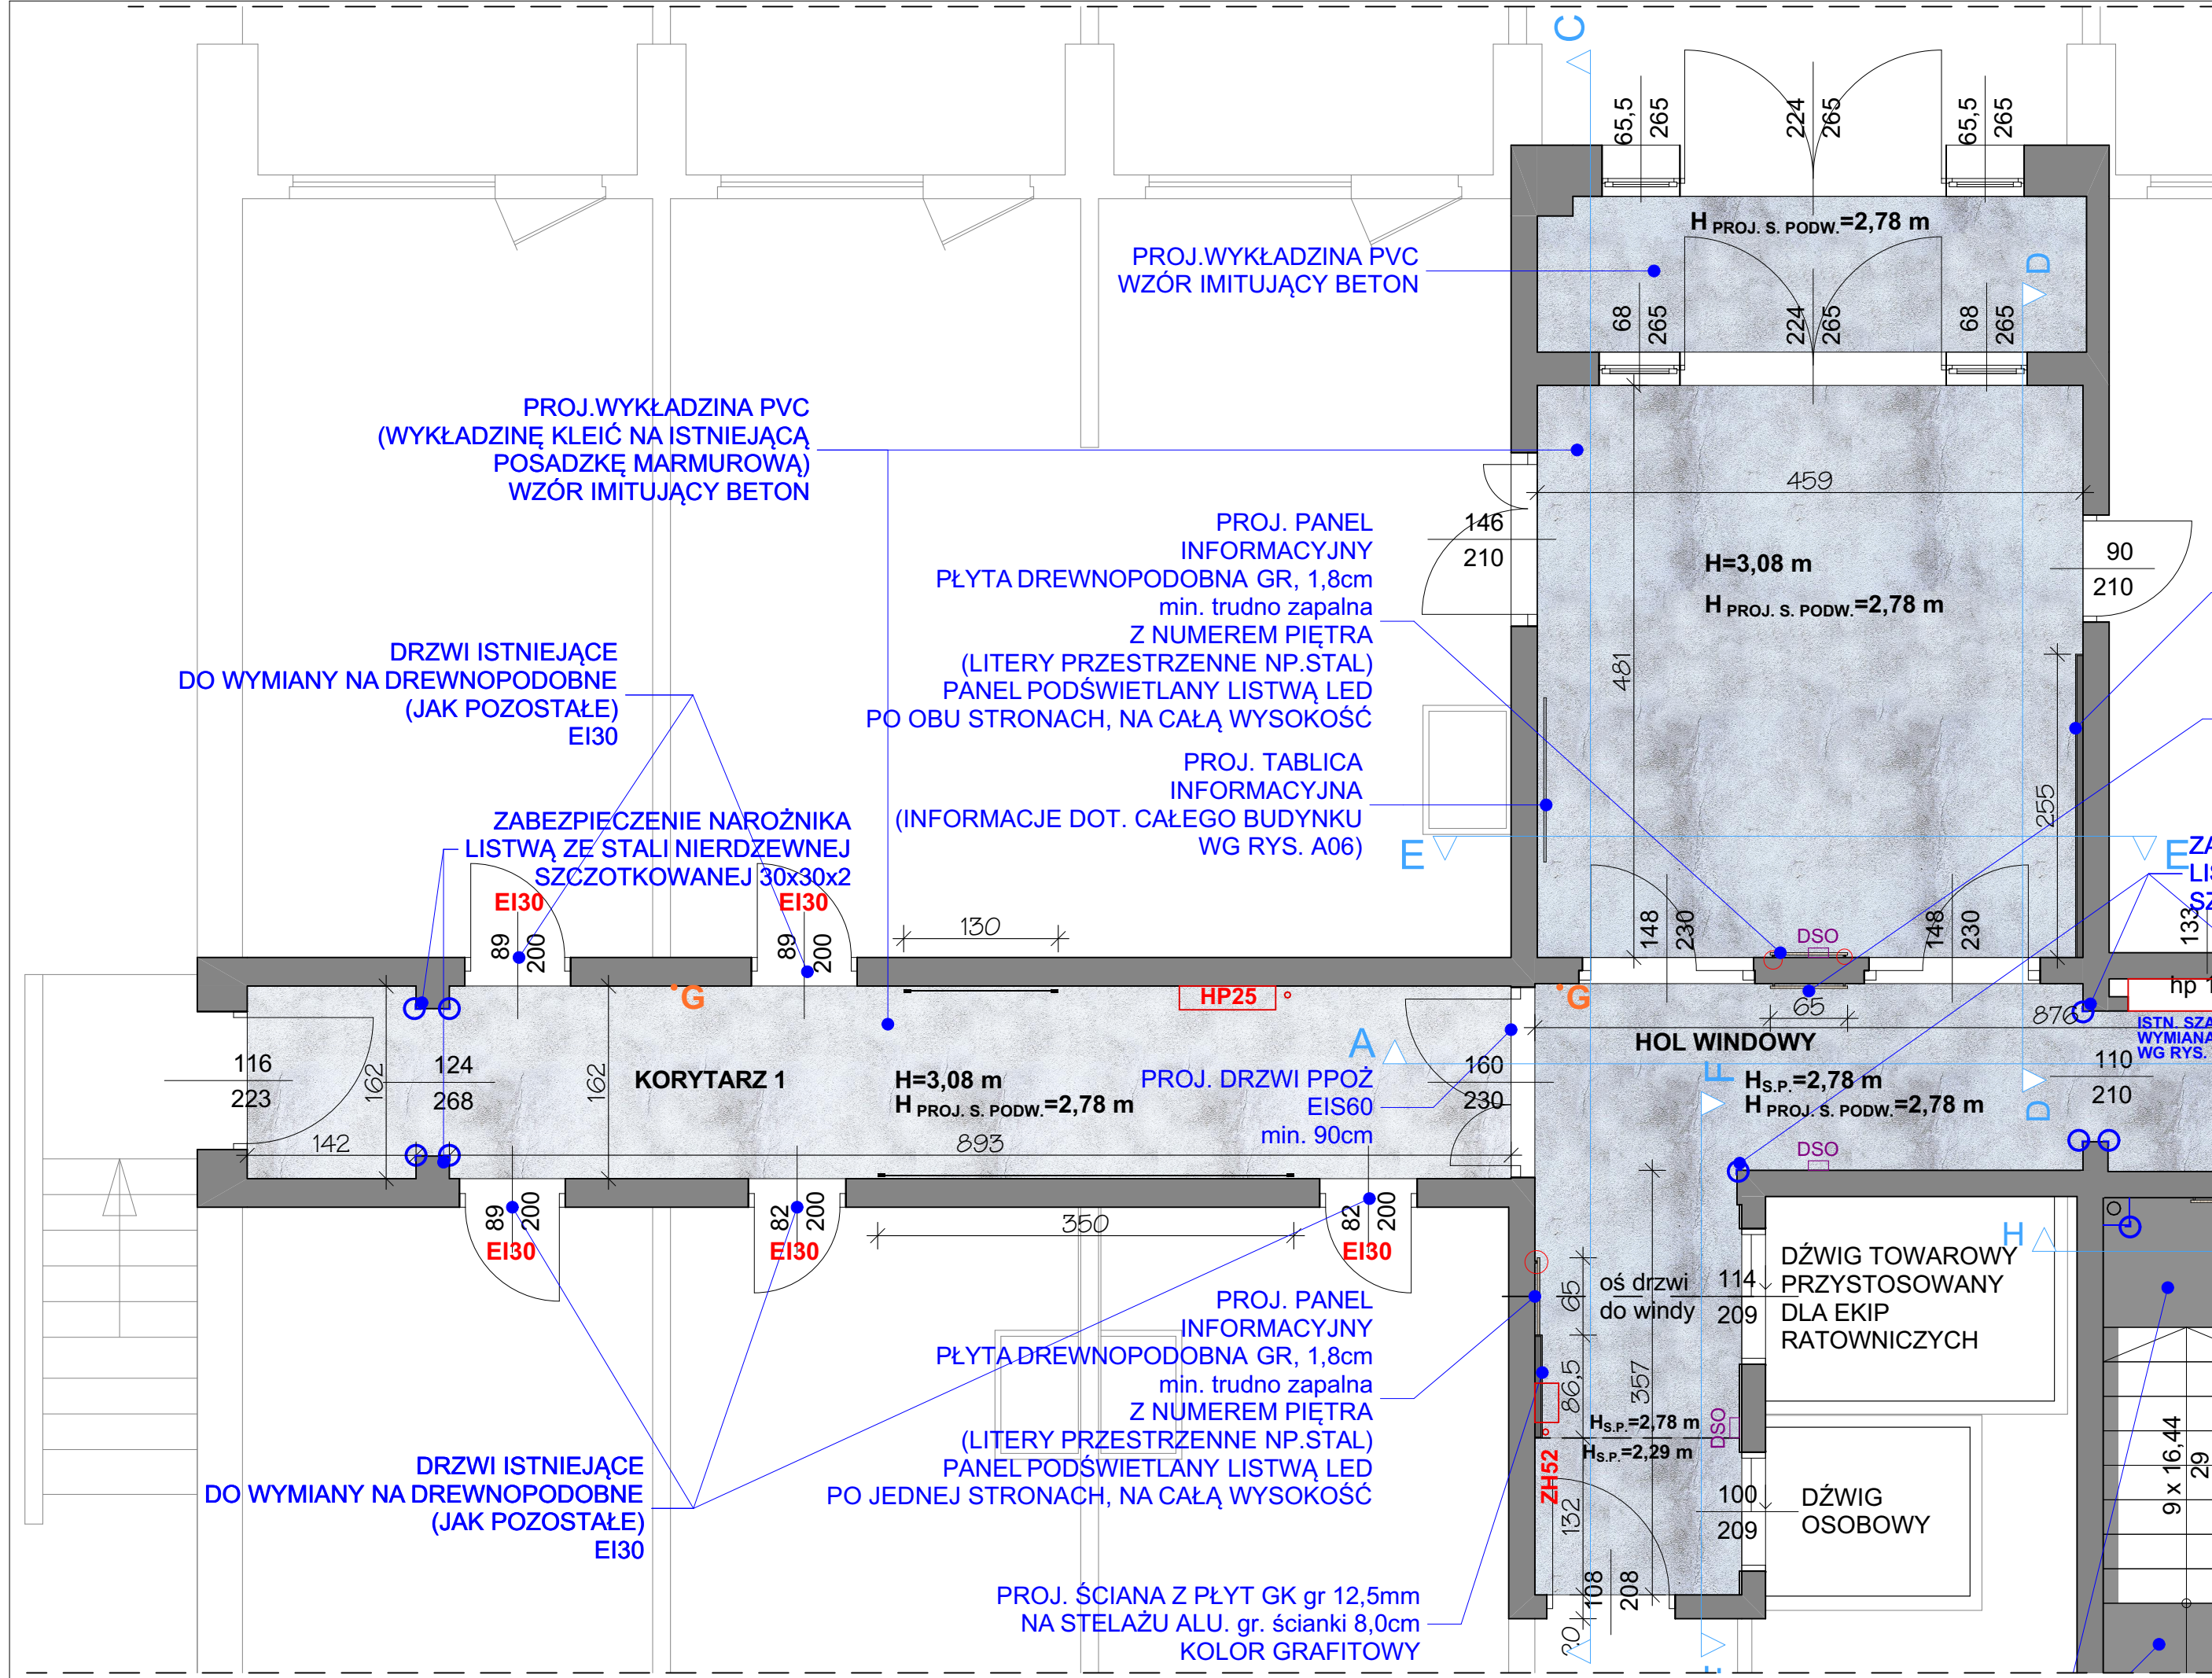 C
65,5
265
224
265
65,5
265
H PROJ. S. PODW.=2,78 m
PROJ.WYKŁADZINA PVC
WZÓR IMITUJĄCY BETON
D
68
265
224
265
68
265
PROJ.WYKŁADZINA PVC
(WYKŁADZINĘ KLEIĆ NA ISTNIEJĄCĄ
POSADZKĘ MARMUROWĄ)
WZÓR IMITUJĄCY BETON
459
146
210
PROJ. PANEL
INFORMACYJNY
PŁYTA DREWNOPODOBNA GR, 1,8cm
min. trudno zapalna
Z NUMEREM PIĘTRA
(LITERY PRZESTRZENNE NP.STAL)
PANEL PODŚWIETLANY LISTWĄ LED
PO OBU STRONACH, NA CAŁĄ WYSOKOŚĆ
H=3,08 m
H PROJ. S. PODW.=2,78 m
90
210
481
255
DRZWI ISTNIEJĄCE
DO WYMIANY NA DREWNOPODOBNE
(JAK POZOSTAŁE)
EI30
PROJ. TABLICA
INFORMACYJNA
(INFORMACJE DOT. CAŁEGO BUDYNKU
WG RYS. A06)
E
E
ZABEZPIECZENIE NAROŻNIKA
LISTWĄ ZE STALI NIERDZEWNEJ
SZCZOTKOWANEJ 30x30x2
ZA
LIS
SZ
EI30
EI30
89
200
89
200
130
148
230
DSO
148
230
133
G
HP25
G
65
876
hp 1
ISTN. SZA
WYMIANA
WG RYS.
116
223
162
124
268
162
KORYTARZ 1
H=3,08 m
H PROJ. S. PODW.=2,78 m
A
PROJ. DRZWI PPOŻ
EIS60
min. 90cm
160
230
HOL WINDOWY
F
H S.P.=2,78 m
H PROJ. S. PODW.=2,78 m
D
110
210
142
893
DSO
89
200
82
200
82
200
EI30
EI30
EI30
350
H
65
oś drzwi
do windy
114
209
DŹWIG TOWAROWY
PRZYSTOSOWANY
DLA EKIP
RATOWNICZYCH
PROJ. PANEL
INFORMACYJNY
PŁYTA DREWNOPODOBNA GR, 1,8cm
min. trudno zapalna
Z NUMEREM PIĘTRA
(LITERY PRZESTRZENNE NP.STAL)
PANEL PODŚWIETLANY LISTWĄ LED
PO JEDNEJ STRONACH, NA CAŁĄ WYSOKOŚĆ
86,5
357
H S.P.=2,78 m
H S.P.=2,29 m
DSO
ZH52
132
100
209
DŹWIG
OSOBOWY
9 x 16,44
29
DRZWI ISTNIEJĄCE
DO WYMIANY NA DREWNOPODOBNE
(JAK POZOSTAŁE)
EI30
108
208
20
PROJ. ŚCIANA Z PŁYT GK gr 12,5mm
NA STELAŻU ALU. gr. ścianki 8,0cm
KOLOR GRAFITOWY